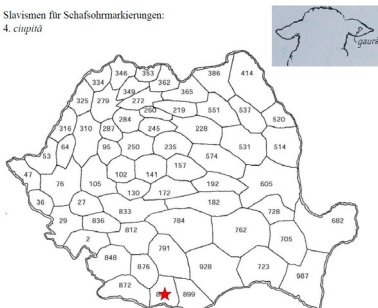 Slavismen für Schafsohrmarkierungen:
4. ciupită
gaură
346 353 386 414
334 362
349 365
325 279 272
260 219 551 537
316 310 287 284 520
245 228
64 95 250 235 531 514
53 157 574
47 102 141
76 105 192 605
130 172
36 27 182
833 728 682
29 836 784
812 762
2 705
791
848
876 928 723
987
872 899